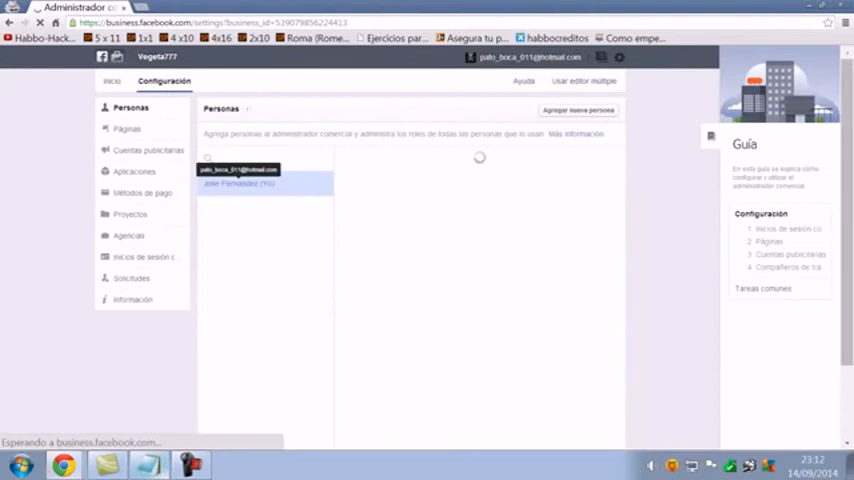 Administrador co
https://business.facebook.com/settings?business_id=539079856224413
Habbo-Hack... 5 x 11 1x1 4 x10 4x16 2x10 Roma (Rome... Ejercicios par... Asegura tu p... habbocreditos Como empe...
Vegeta777 pato_boca_011@hotmail.com
Inicio Configuración Ayuda Usar editor múltiple
Personas
Páginas
Cuentas publicitarias
Aplicaciones
Métodos de pago
Proyectos
Agencias
Inicios de sesión c...
Solicitudes
Información
Personas Agregar nueva persona
Agrega personas al administrador comercial y administra los roles de todas las personas que lo usan. Más información.
pato_boca_011@hotmail.com
Jose Fernandez (Yo)
Guía
En esta guía se explica cómo
configurar y utilizar el
administrador comercial.
Configuración
1 Inicios de sesión co...
2 Páginas
3 Cuentas publicitarias
4 Compañeros de tra...
Tareas comunes
Esperando a business.facebook.com...
23:12
14/09/2014